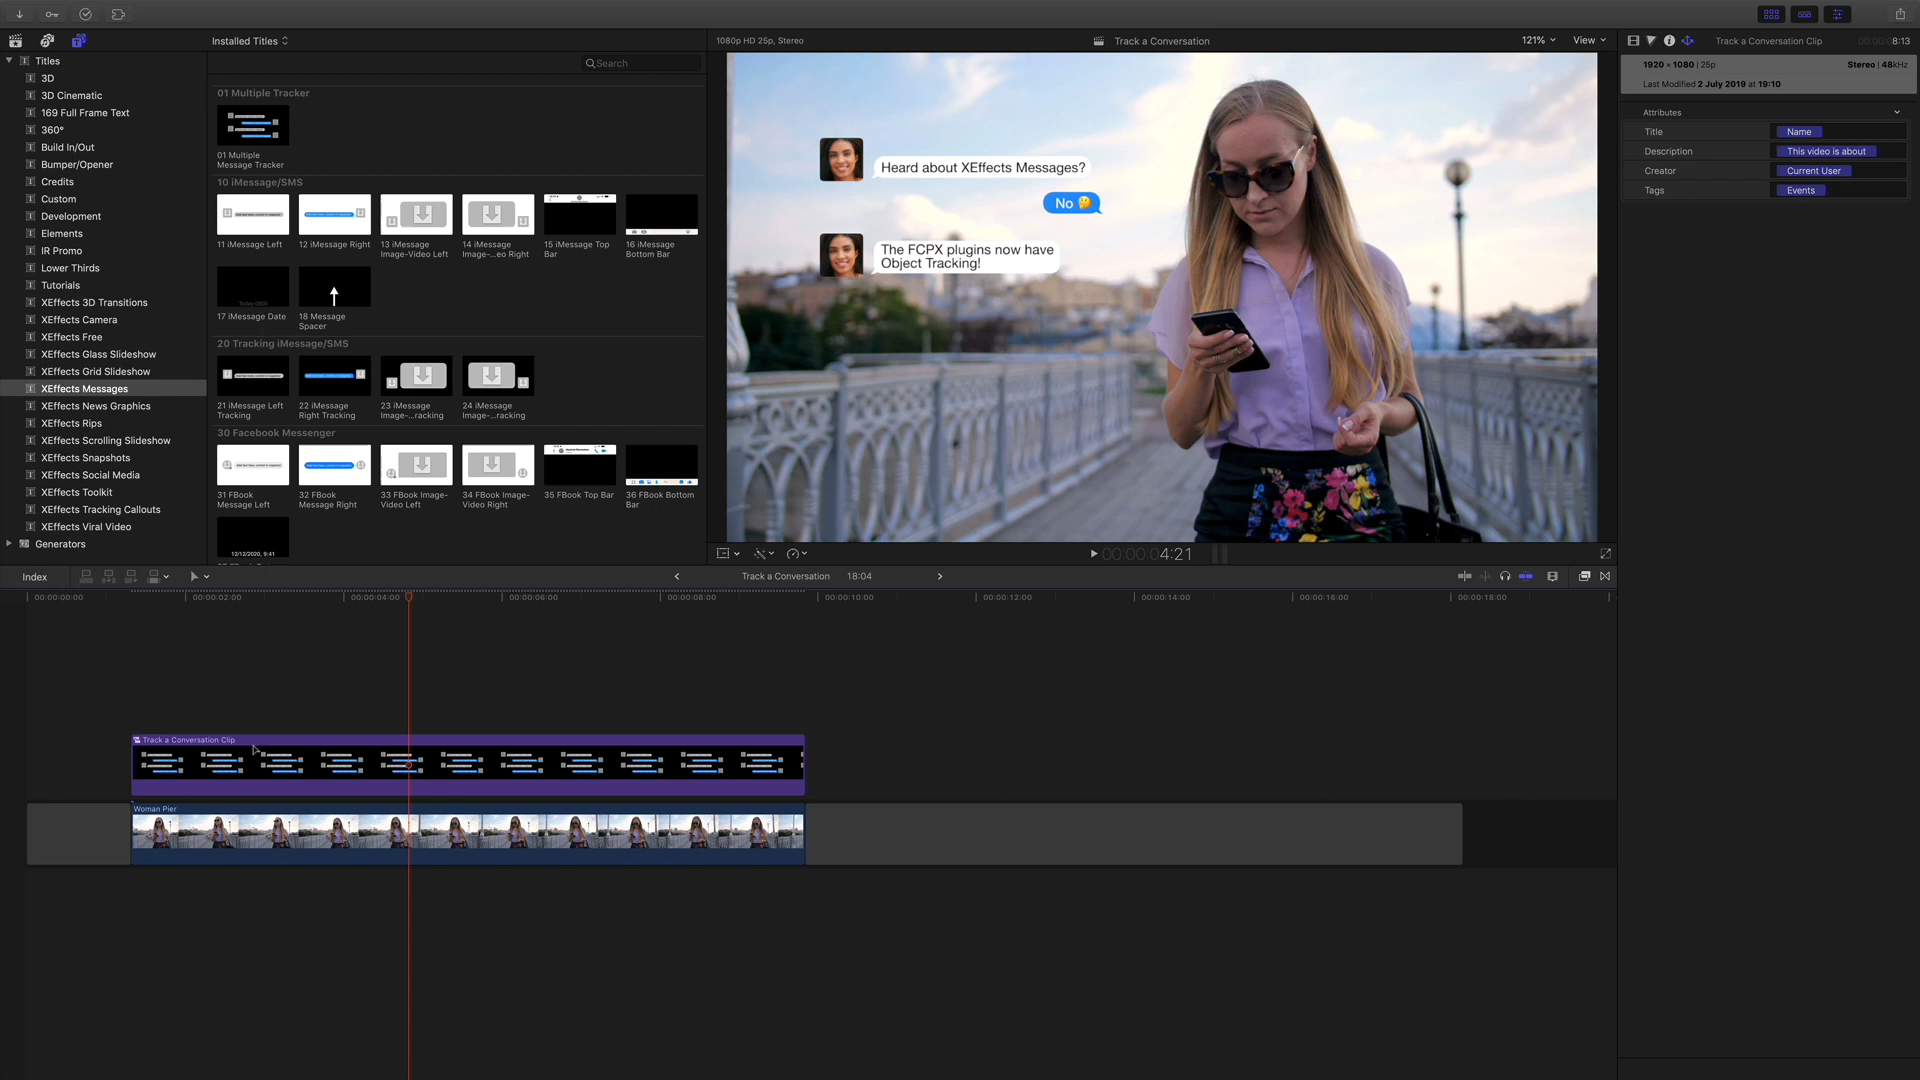 Installed Titles
1080p HD 25p, Stereo
Track a Conversation
121%
View
Track a Conversation Clip
8:13
Titles
3D
3D Cinematic
169 Full Frame Text
360°
Build In/Out
Bumper/Opener
Credits
Custom
Development
Elements
IR Promo
Lower Thirds
Tutorials
XEffects 3D Transitions
XEffects Camera
XEffects Free
XEffects Glass Slideshow
XEffects Grid Slideshow
XEffects Messages
XEffects News Graphics
XEffects Rips
XEffects Scrolling Slideshow
XEffects Snapshots
XEffects Social Media
XEffects Toolkit
XEffects Tracking Callouts
XEffects Viral Video
Generators
Search
01 Multiple Tracker
01 Multiple
Message Tracker
10 iMessage/SMS
11 iMessage Left
12 iMessage Right
13 iMessage
Image-Video Left
14 iMessage
Image-...eo Right
15 iMessage Top
Bar
16 iMessage
Bottom Bar
Today 0900
17 iMessage Date
18 Message
Spacer
20 Tracking iMessage/SMS
21 iMessage Left
Tracking
22 iMessage
Right Tracking
23 iMessage
Image-...racking
24 iMessage
Image-...racking
30 Facebook Messenger
31 FBook
Message Left
32 FBook
Message Right
33 FBook Image-
Video Left
34 FBook Image-
Video Right
35 FBook Top Bar
36 FBook Bottom
Bar
12/12/2020, 9:41
Heard about XEffects Messages?
No 🤔
The FCPX plugins now have
Object Tracking!
00:00:00:04:21
1920 × 1080 | 25p
Stereo | 48kHz
Last Modified 2 July 2019 at 19:10
Attributes
Title
Name
Description
This video is about
Creator
Current User
Tags
Events
Index
Track a Conversation
18:04
00:00:00:00
00:00:02:00
00:00:04:00
00:00:06:00
00:00:08:00
00:00:10:00
00:00:12:00
00:00:14:00
00:00:16:00
00:00:18:00
Track a Conversation Clip
Woman Pier